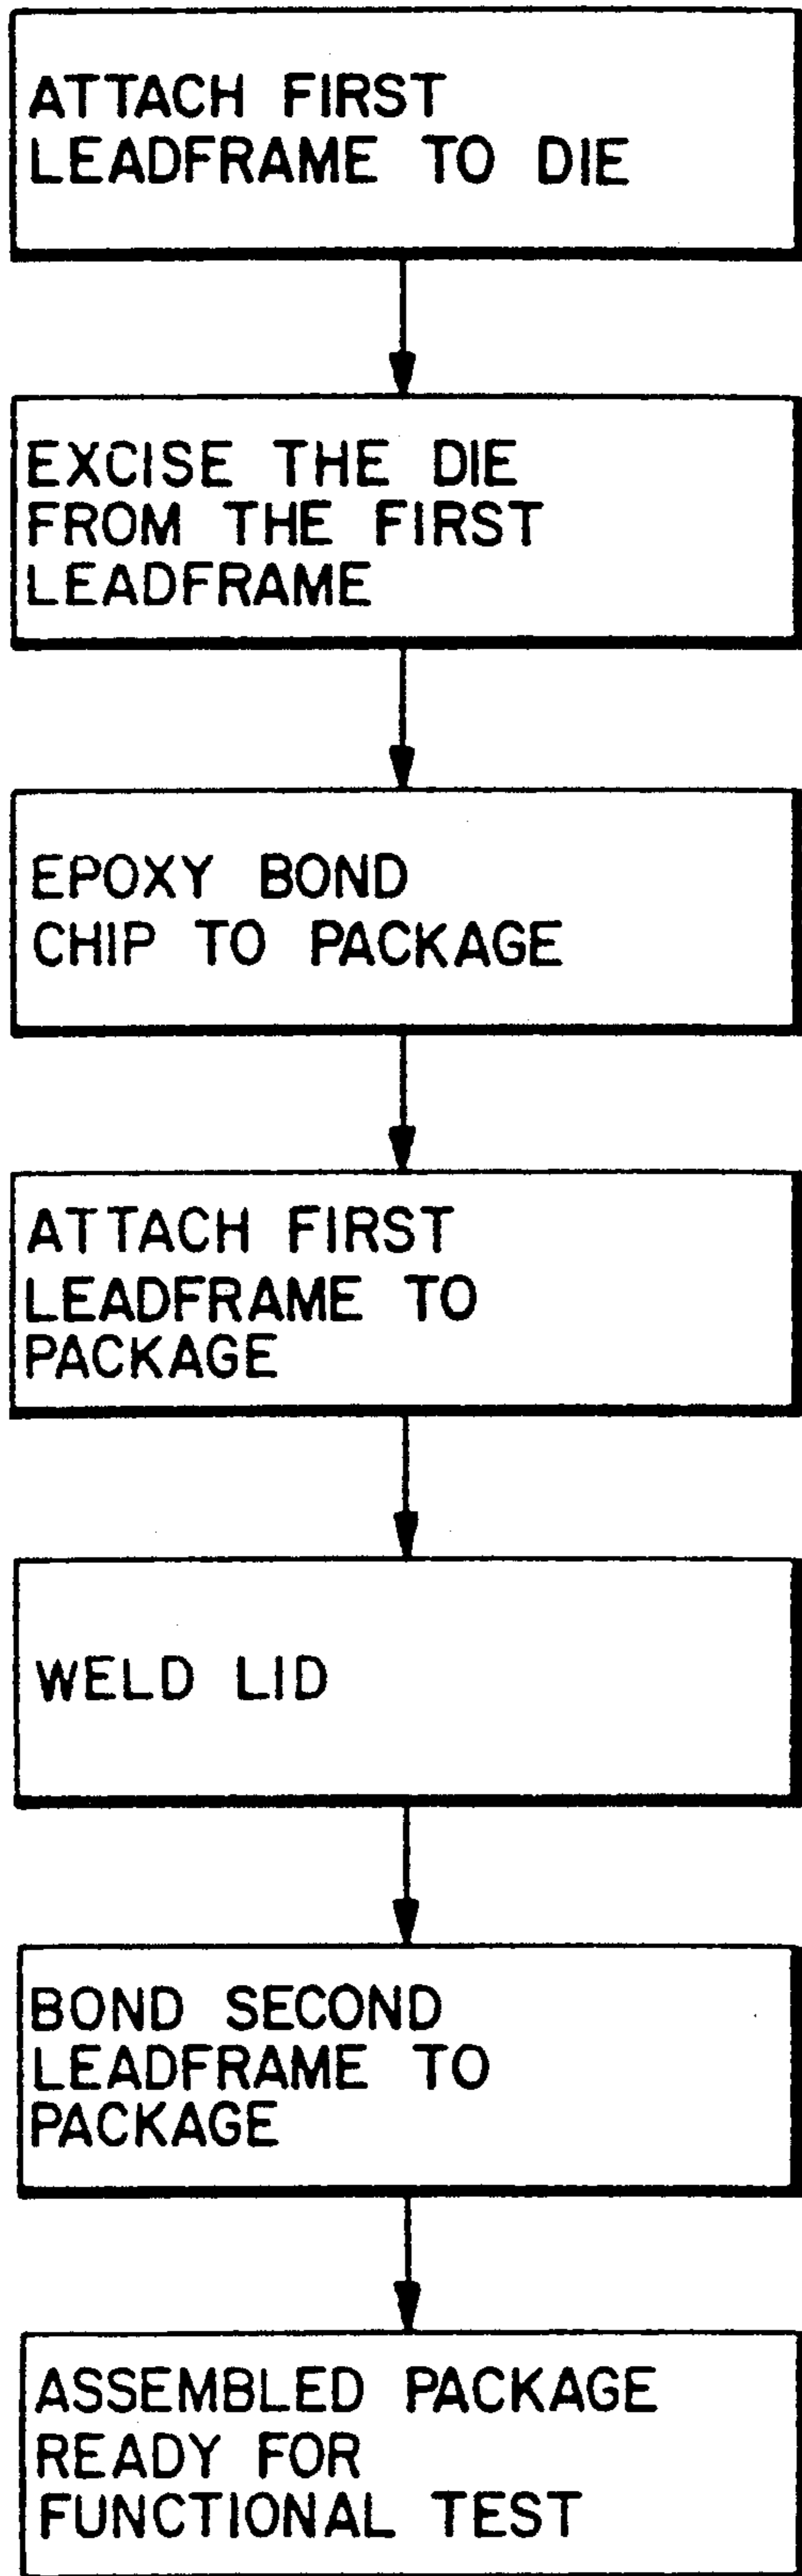 ATTACH FIRST
LEADFRAME TO DIE
EXCISE THE DIE
FROM THE FIRST
LEADFRAME
EPOXY BOND
CHIP TO PACKAGE
ATTACH FIRST
LEADFRAME TO
PACKAGE
WELD LID
BOND SECOND
LEADFRAME TO
PACKAGE
ASSEMBLED PACKAGE
READY FOR
FUNCTIONAL TEST